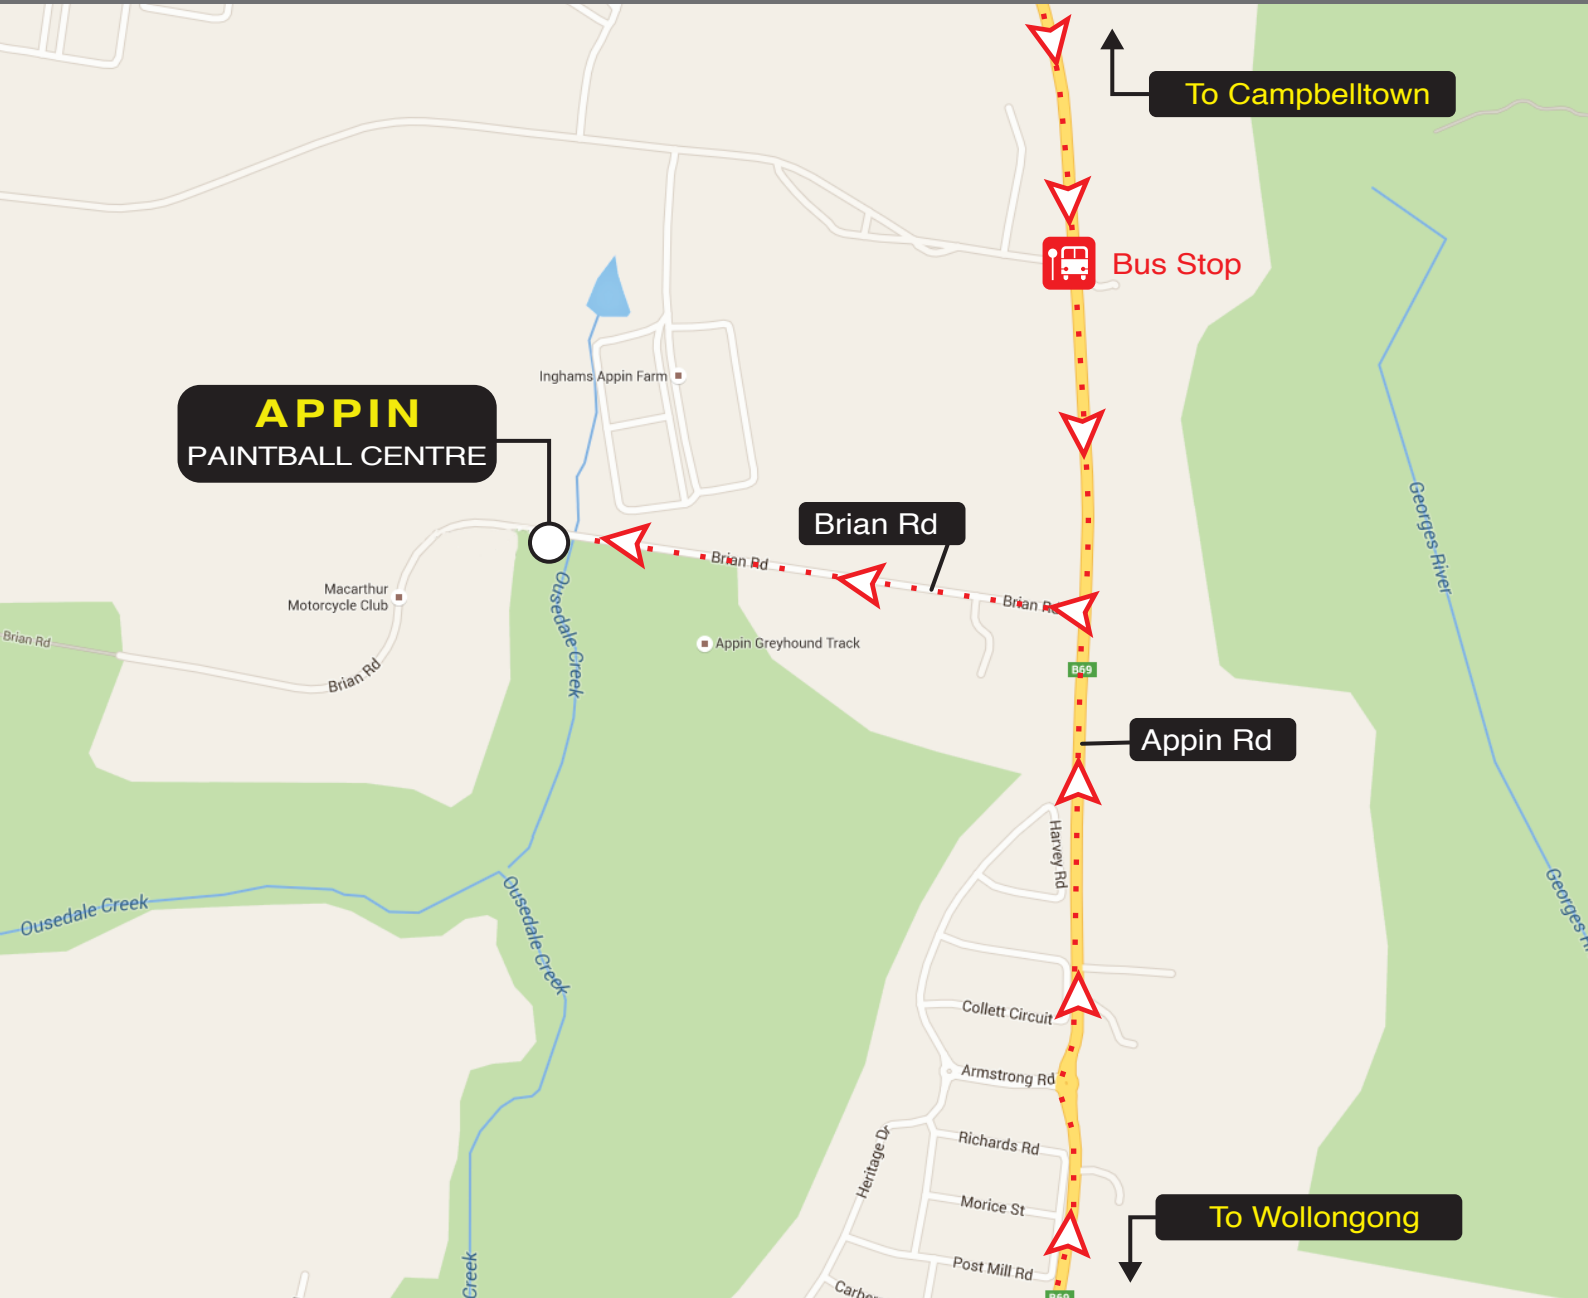 To Campbelltown
Bus Stop
Inghams Appin Farm
APPIN
PAINTBALL CENTRE
Brian Rd
Brian Rd
Brian Rd
Macarthur
Motorcycle Club
Brian Rd
Brian Rd
Appin Greyhound Track
Ousedale Creek
Georges River
B69
Appin Rd
Harvey Rd
Ousedale Creek
Ousedale Creek
Georges
Collett Circuit
Armstrong Rd
Richards Rd
Heritage Dr
Morice St
To Wollongong
Post Mill Rd
Creek
B69